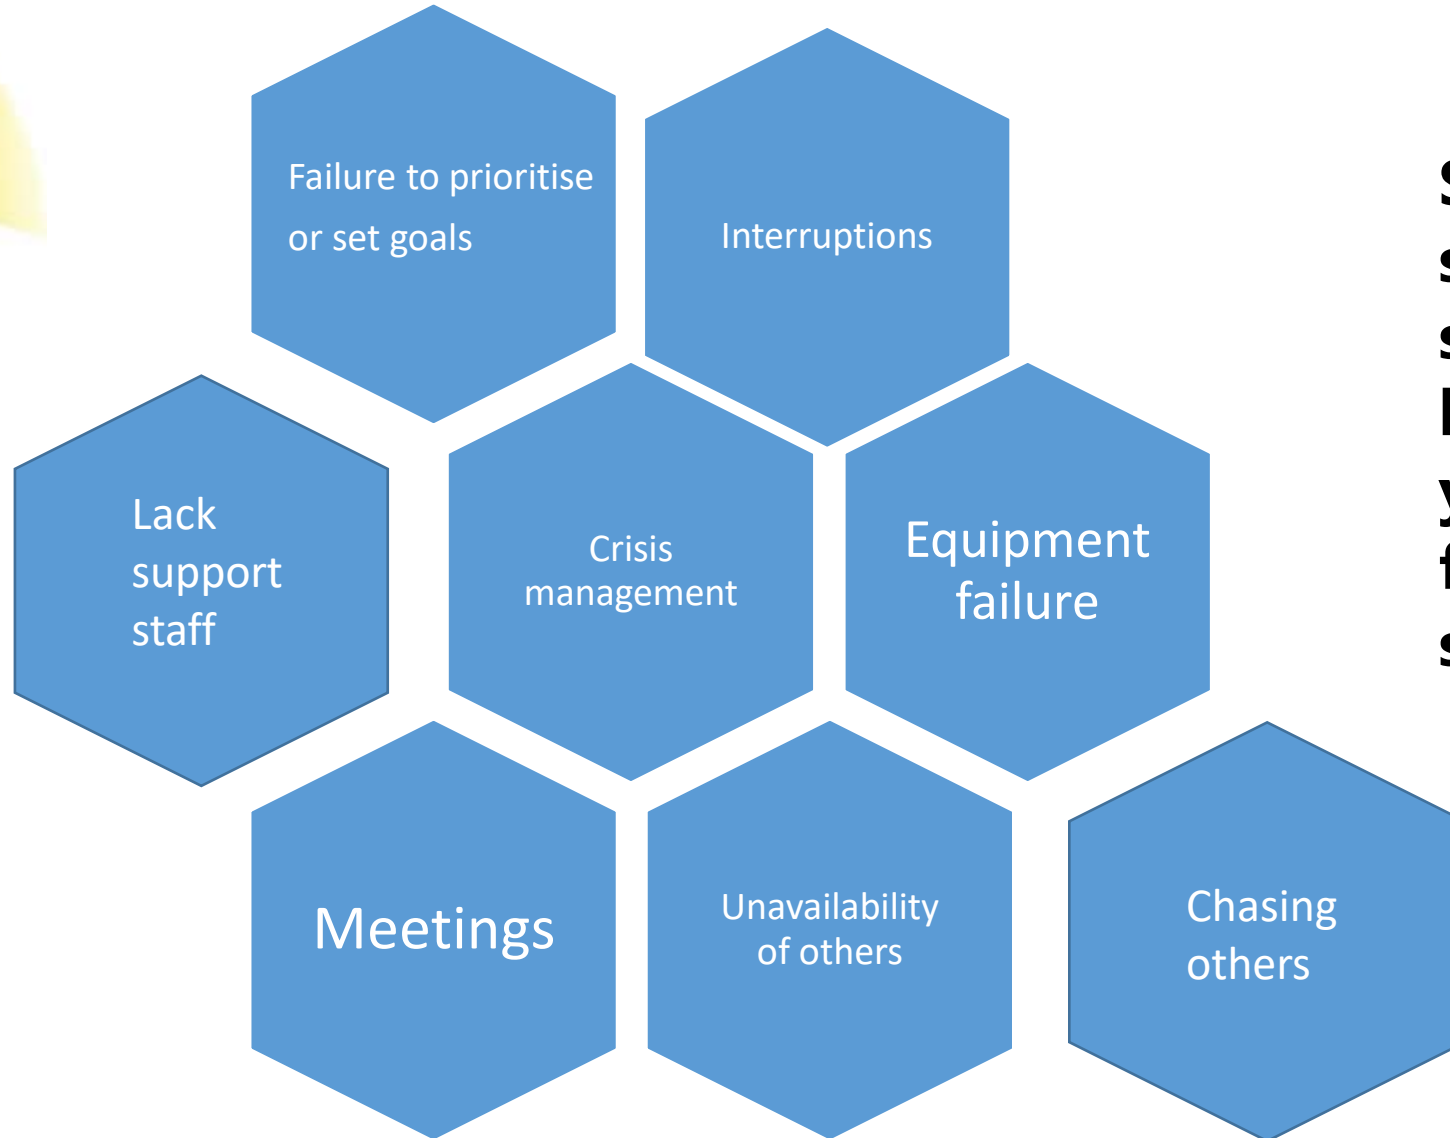 Failure to prioritise
or set goals
Interruptions
Lack
support
staff
Crisis
management
Equipment
failure
Meetings
Unavailability
of others
Chasing
others